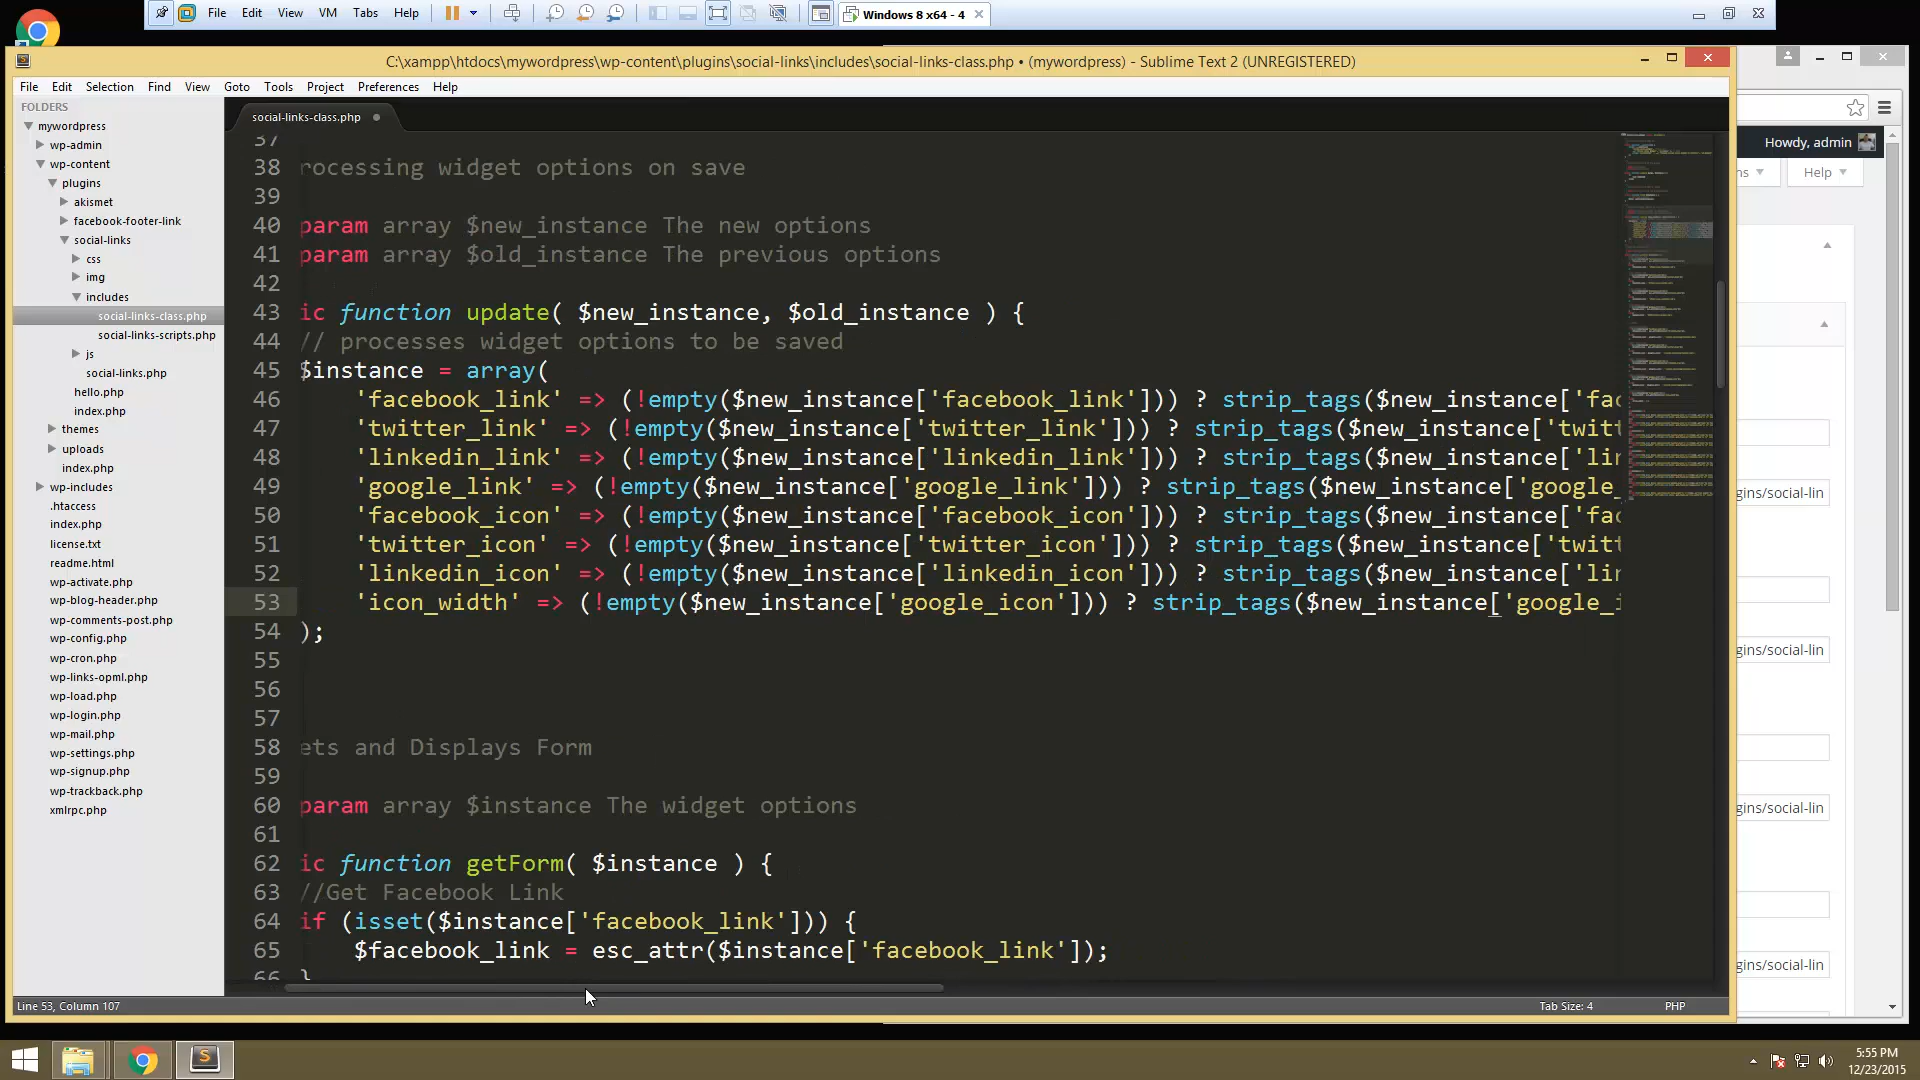 File Edit View VM Tabs Help
Windows 8 x64 - 4
C:\xampp\htdocs\mywordpress\wp-content\plugins\social-links\includes\social-links-class.php • (mywordpress) - Sublime Text 2 (UNREGISTERED)
File Edit Selection Find View Goto Tools Project Preferences Help
FOLDERS
mywordpress
wp-admin
wp-content
plugins
akismet
facebook-footer-link
social-links
css
img
includes
social-links-class.php
social-links-scripts.php
js
social-links.php
hello.php
index.php
themes
uploads
index.php
wp-includes
.htaccess
index.php
license.txt
readme.html
wp-activate.php
wp-blog-header.php
wp-comments-post.php
wp-config.php
wp-cron.php
wp-links-opml.php
wp-load.php
wp-login.php
wp-mail.php
wp-settings.php
wp-signup.php
wp-trackback.php
xmlrpc.php
social-links-class.php
37
38 rocessing widget options on save
39
40 param array $new_instance The new options
41 param array $old_instance The previous options
42
43 ic function update( $new_instance, $old_instance ) {
44 // processes widget options to be saved
45 $instance = array(
46 'facebook_link' => (!empty($new_instance['facebook_link'])) ? strip_tags($new_instance['fac
47 'twitter_link' => (!empty($new_instance['twitter_link'])) ? strip_tags($new_instance['twitt
48 'linkedin_link' => (!empty($new_instance['linkedin_link'])) ? strip_tags($new_instance['lin
49 'google_link' => (!empty($new_instance['google_link'])) ? strip_tags($new_instance['google_
50 'facebook_icon' => (!empty($new_instance['facebook_icon'])) ? strip_tags($new_instance['fac
51 'twitter_icon' => (!empty($new_instance['twitter_icon'])) ? strip_tags($new_instance['twitt
52 'linkedin_icon' => (!empty($new_instance['linkedin_icon'])) ? strip_tags($new_instance['lin
53 'icon_width' => (!empty($new_instance['google_icon'])) ? strip_tags($new_instance['google_i
54 );
55
56
57
58 ets and Displays Form
59
60 param array $instance The widget options
61
62 ic function getForm( $instance ) {
63 //Get Facebook Link
64 if (isset($instance['facebook_link'])) {
65 $facebook_link = esc_attr($instance['facebook_link']);
66 }
Line 53, Column 107
Tab Size: 4
PHP
Howdy, admin
ns
Help
gins/social-lin
gins/social-lin
gins/social-lin
gins/social-lin
5:55 PM
12/23/2015